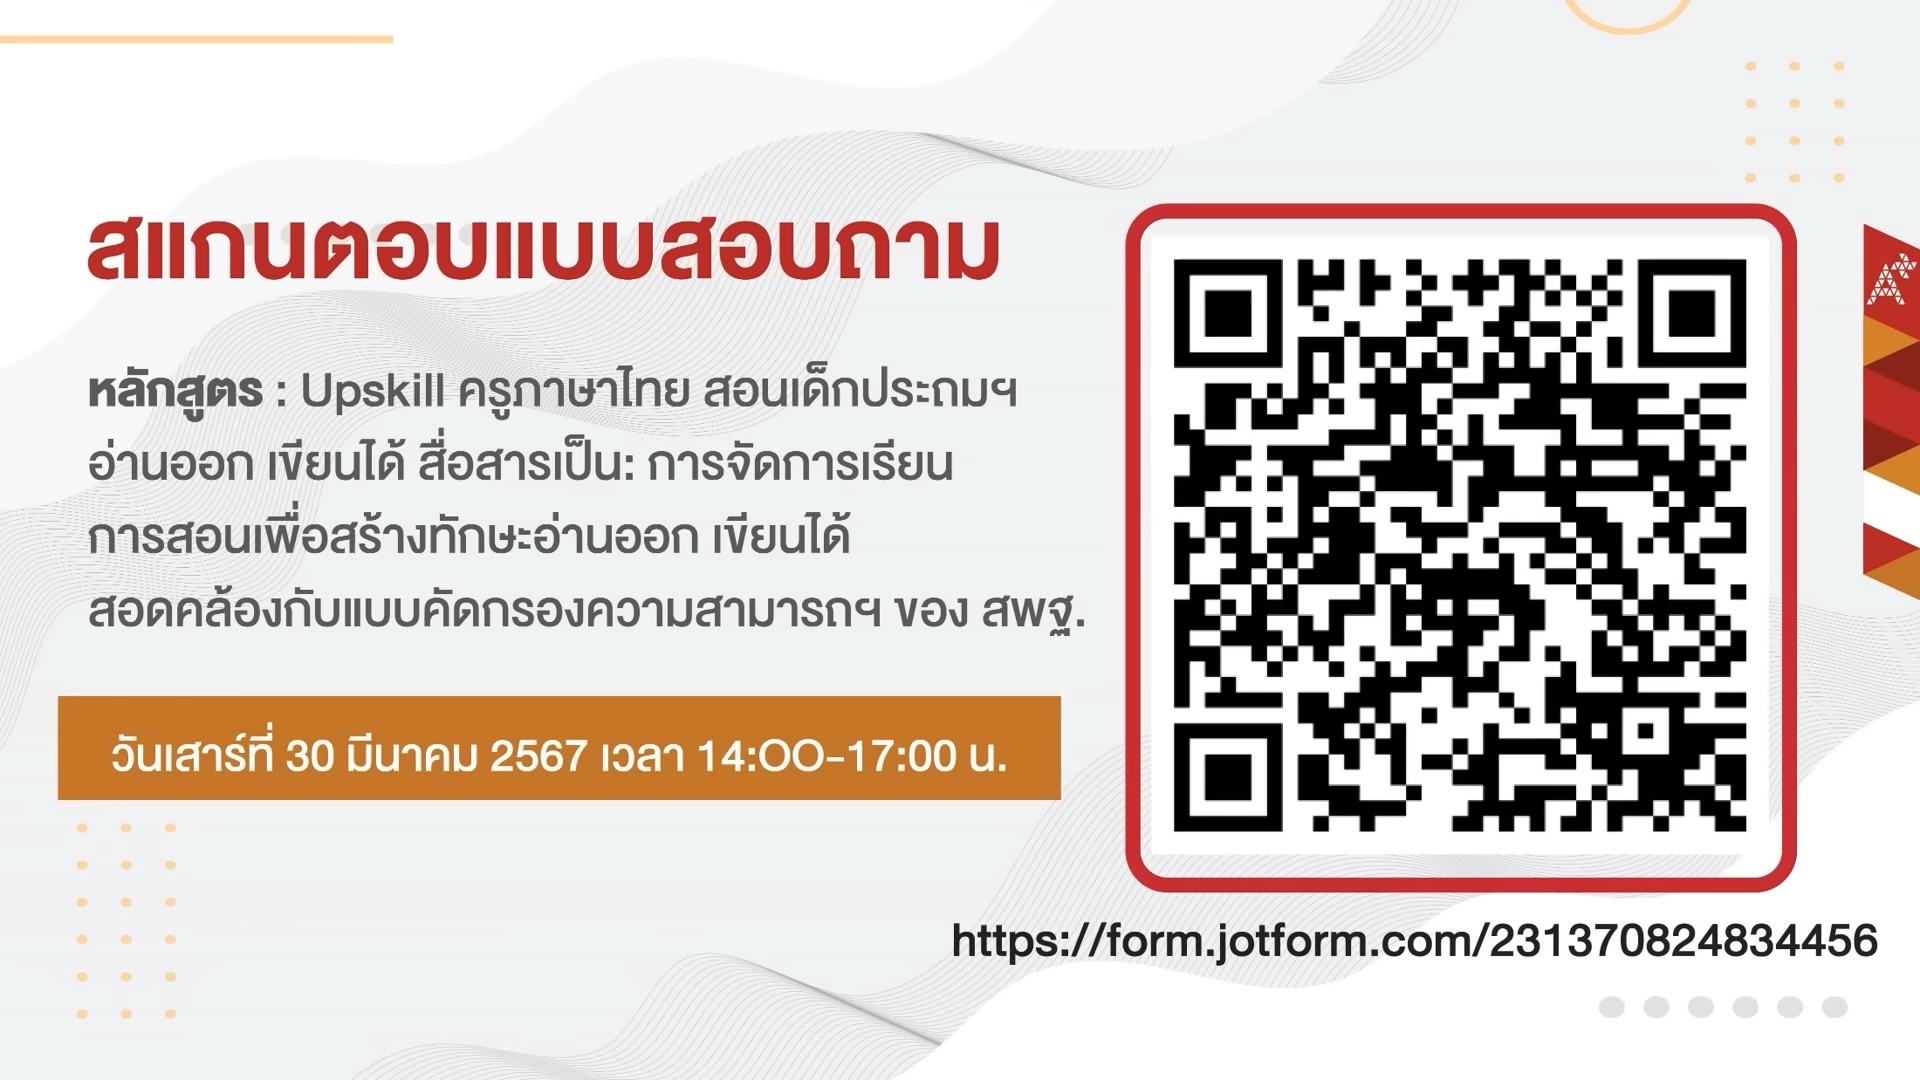 สแกนตอบแบบสอบถาม
หลักสูตร : Upskill ครูภาษาไทย สอนเด็กประถมฯ
อ่านออก เขียนได้ สื่อสารเป็น: การจัดการเรียน
การสอนเพื่อสร้างทักษะอ่านออก เขียนได้
สอดคล้องกับแบบคัดกรองความสามารถฯ ของ สพฐ.
วันเสาร์ที่ 30 มีนาคม 2567 เวลา 14:OO-17:00 น.
https://form.jotform.com/231370824834456